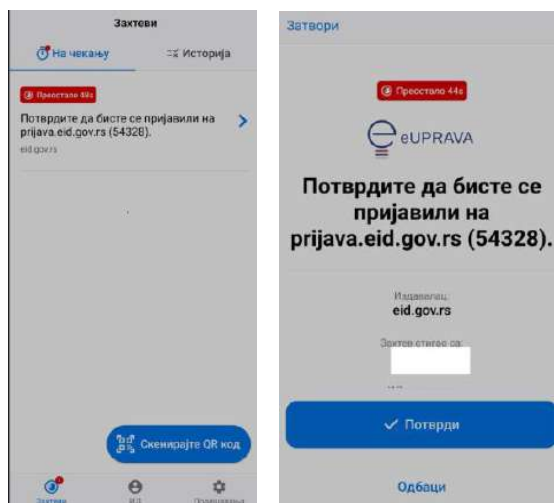 Захтеви
На чекању
Историја
Преостало 48s
Потврдите да бисте се пријавили на
prijava.eid.gov.rs (54328).
eid.gov.rs
Скенирајте QR код
Захтеви
Затвори
Преостало 44s
eUPRAVA
Потврдите да бисте се
пријавили на
prijava.eid.gov.rs (54328).
Издавалац:
eid.gov.rs
Захтев стигао са:
Потврди
Одбаци